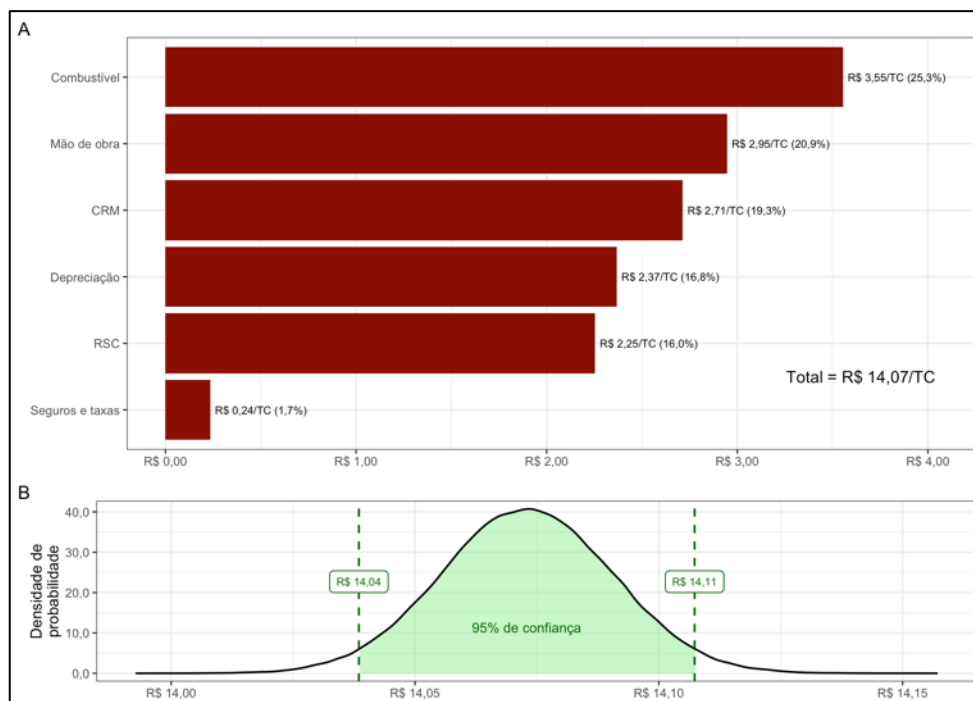 A
Combustível
R$ 3,55/TC (25,3%)
Mão de obra
R$ 2,95/TC (20,9%)
CRM
R$ 2,71/TC (19,3%)
Depreciação
R$ 2,37/TC (16,8%)
RSC
R$ 2,25/TC (16,0%)
Total = R$ 14,07/TC
Seguros e taxas
R$ 0,24/TC (1,7%)
R$ 0,00
R$ 1,00
R$ 2,00
R$ 3,00
R$ 4,00
B
Densidade de
probabilidade
40,0
30,0
20,0
10,0
0,0
R$ 14,04
R$ 14,11
95% de confiança
R$ 14,00
R$ 14,05
R$ 14,10
R$ 14,15